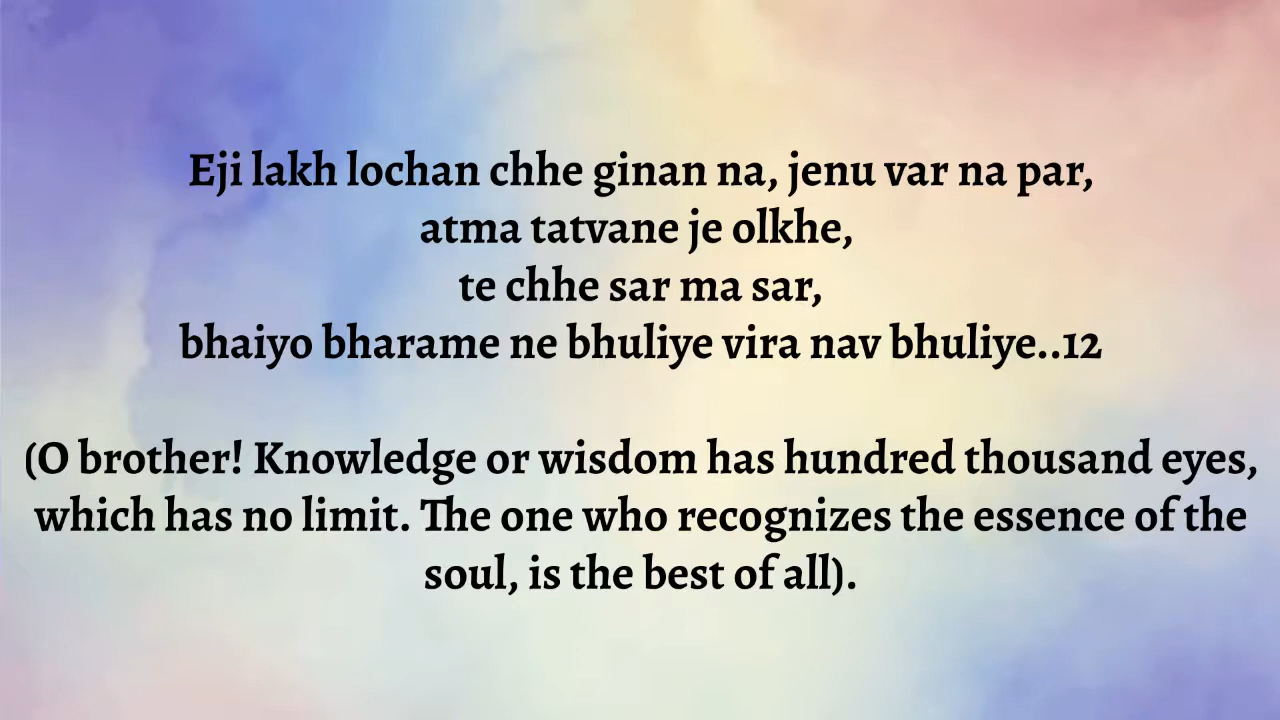 Eji lakh lochan chhe ginan na, jenu var na par,
atma tatvane je olkhe,
te chhe sar ma sar,
bhaiyo bharame ne bhuliye vira nav bhuliye..12
(O brother! Knowledge or wisdom has hundred thousand eyes,
which has no limit. The one who recognizes the essence of the
soul, is the best of all).